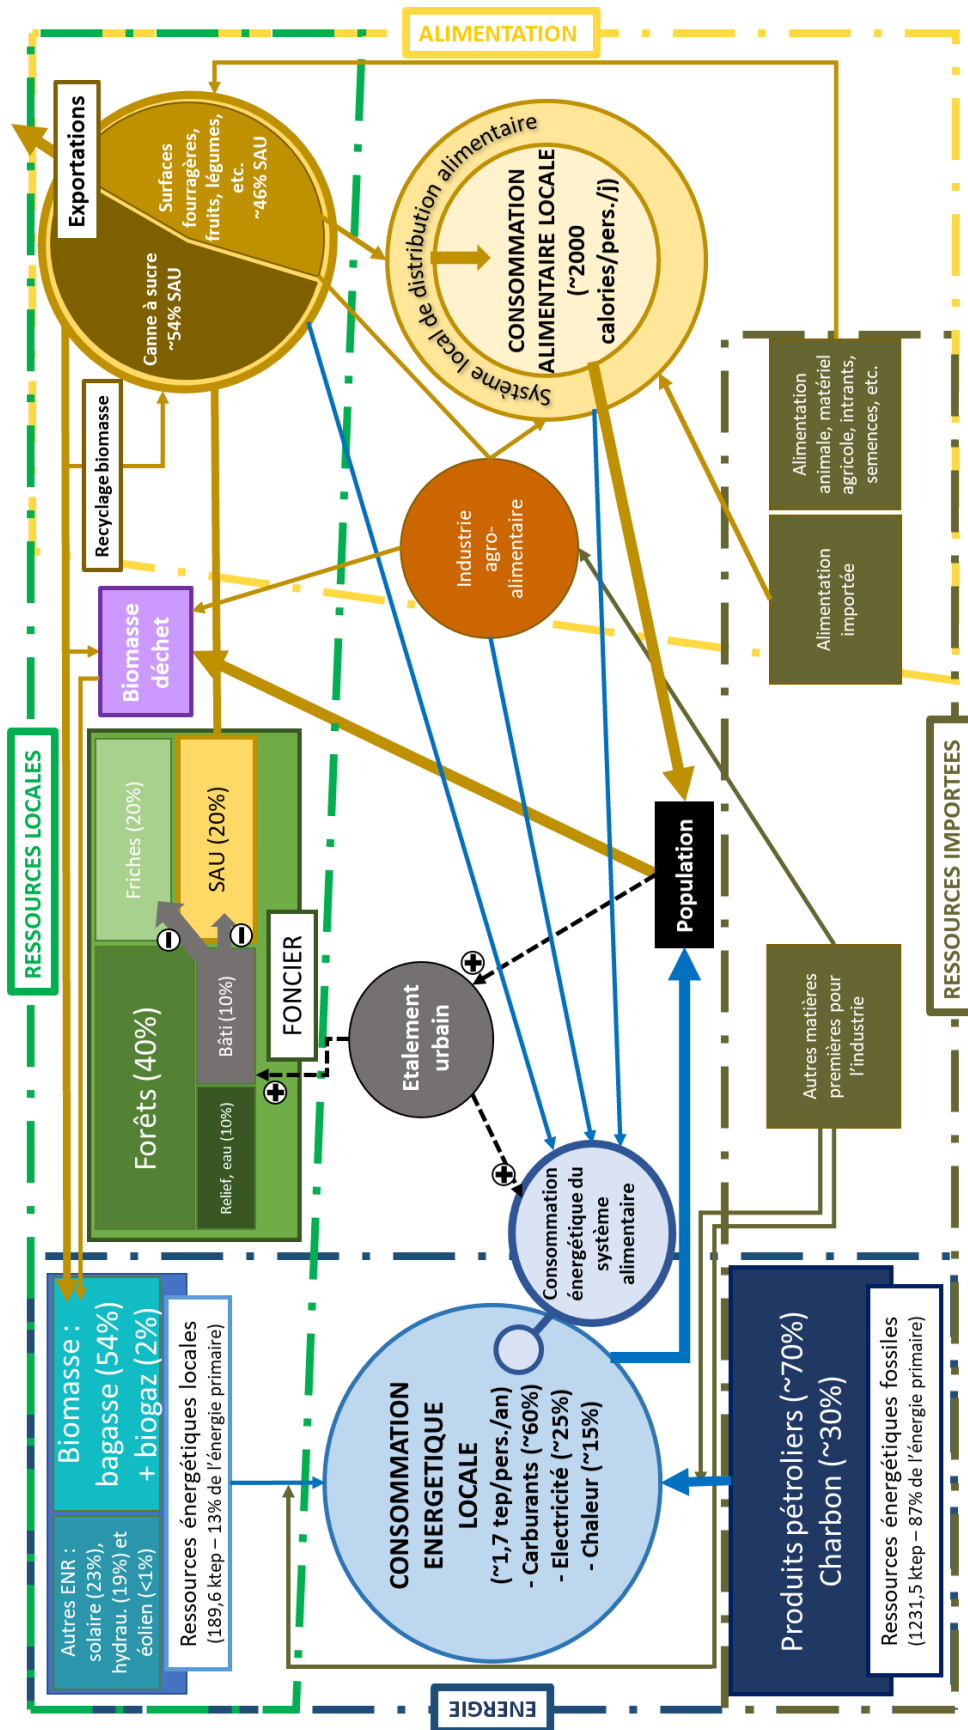 RESSOURCES LOCALES
Autres ENR :
solaire (23%),
hydrau. (19%) et
éolien (<1%)
Biomasse :
bagasse (54%)
+ biogaz (2%)
Ressources énergétiques locales
(189,6 ktep – 13% de l'énergie primaire)
Forêts (40%)
Friches (20%)
Relief, eau (10%)
Bâti (10%)
SAU (20%)
FONCIER
Biomasse
déchet
Recyclage biomasse
Canne à sucre
~54% SAU
Surfaces
fourragères,
fruits, légumes,
etc.
~46% SAU
Exportations
ENERGIE
CONSOMMATION
ENERGETIQUE
LOCALE
(~1,7 tep/pers./an)
- Carburants (~60%)
- Electricité (~25%)
- Chaleur (~15%)
Consommation
énergétique du
système
alimentaire
Etalement
urbain
Population
Industrie
agro-
alimentaire
Système local de distribution alimentaire
CONSOMMATION
ALIMENTAIRE LOCALE
(~2000
calories/pers./j)
ALIMENTATION
Produits pétroliers (~70%)
Charbon (~30%)
Ressources énergétiques fossiles
(1231,5 ktep – 87% de l'énergie primaire)
Autres matières
premières pour
l'industrie
Alimentation
importée
Alimentation
animale, matériel
agricole, intrants,
semences, etc.
RESSOURCES IMPORTEES